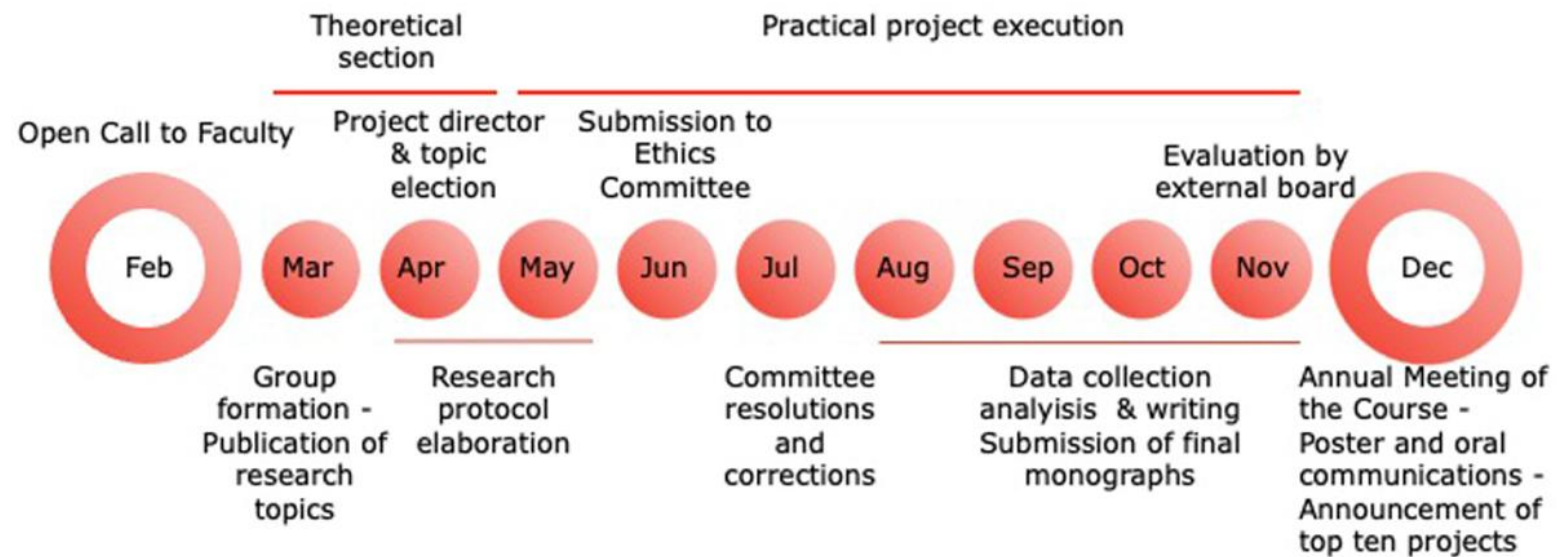 Theoretical
section
Practical project execution
Open Call to Faculty
Project director
& topic
election
Submission to
Ethics
Committee
Evaluation by
external board
Feb
Mar
Apr
May
Jun
Jul
Aug
Sep
Oct
Nov
Dec
Group
formation -
Publication of
research
topics
Research
protocol
elaboration
Committee
resolutions
and
corrections
Data collection
analyisis & writing
Submission of final
monographs
Annual Meeting of
the Course -
Poster and oral
communications -
Announcement of
top ten projects